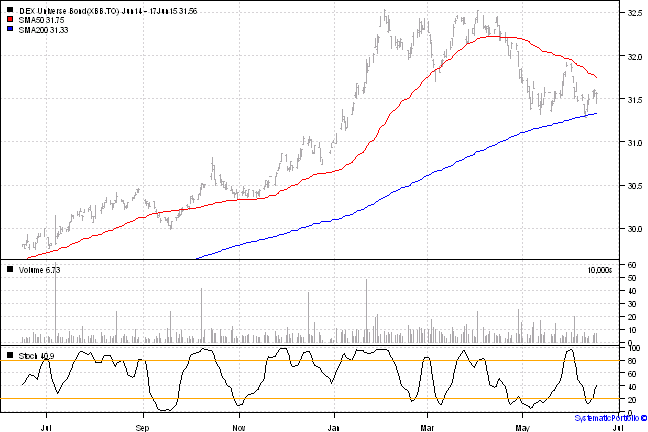 DEX Universe Bond(XBB.TO) Jun14 - 17Jun15 31.56
SMA50 31.75
SMA200 31.33
32.5
32.0
31.5
31.0
30.5
30.0
Volume 6.73
10,000s
60
50
40
30
20
10
0
Stoch 40.9
100
80
60
40
20
0
Jul Sep Nov Jan Mar May Jul
SystematicPortfolio ©